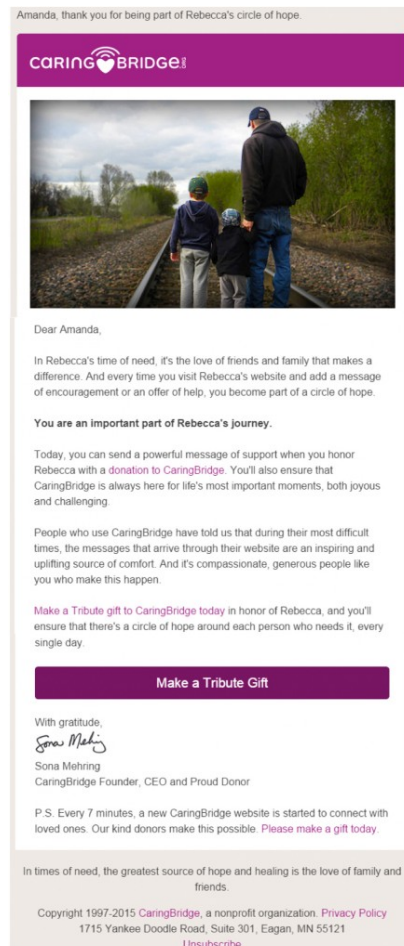 Amanda, thank you for being part of Rebecca's circle of hope.
CARING BRIDGE.ORG
Dear Amanda,
In Rebecca's time of need, it's the love of friends and family that makes a
difference. And every time you visit Rebecca's website and add a message
of encouragement or an offer of help, you become part of a circle of hope.
You are an important part of Rebecca's journey.
Today, you can send a powerful message of support when you honor
Rebecca with a donation to CaringBridge. You'll also ensure that
CaringBridge is always here for life's most important moments, both joyous
and challenging.
People who use CaringBridge have told us that during their most difficult
times, the messages that arrive through their website are an inspiring and
uplifting source of comfort. And it's compassionate, generous people like
you who make this happen.
Make a Tribute gift to CaringBridge today in honor of Rebecca, and you'll
ensure that there's a circle of hope around each person who needs it, every
single day.
Make a Tribute Gift
With gratitude,
Sona Mehring
Sona Mehring
CaringBridge Founder, CEO and Proud Donor
P.S. Every 7 minutes, a new CaringBridge website is started to connect with
loved ones. Our kind donors make this possible. Please make a gift today.
In times of need, the greatest source of hope and healing is the love of family and
friends.
Copyright 1997-2015 CaringBridge, a nonprofit organization. Privacy Policy
1715 Yankee Doodle Road, Suite 301, Eagan, MN 55121
Unsubscribe